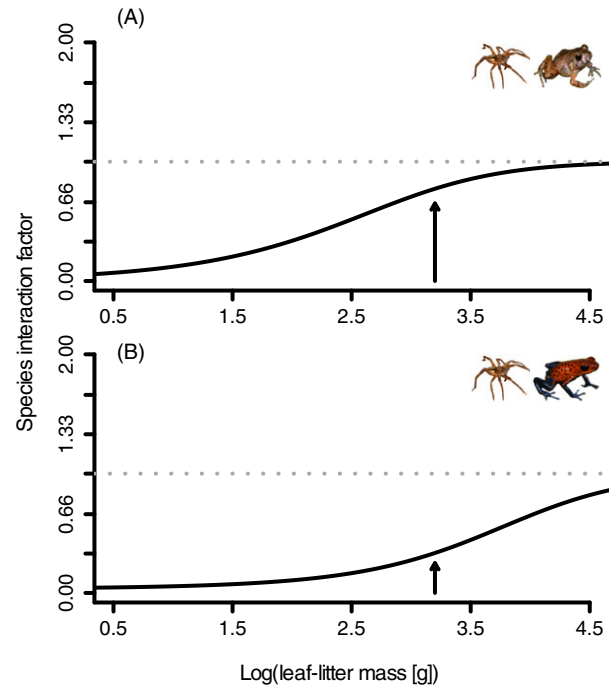 (A)
2.00
1.33
0.66
0.00
0.5 1.5 2.5 3.5 4.5
Species interaction factor
(B)
2.00
1.33
0.66
0.00
0.5 1.5 2.5 3.5 4.5
Log(leaf-litter mass [g])